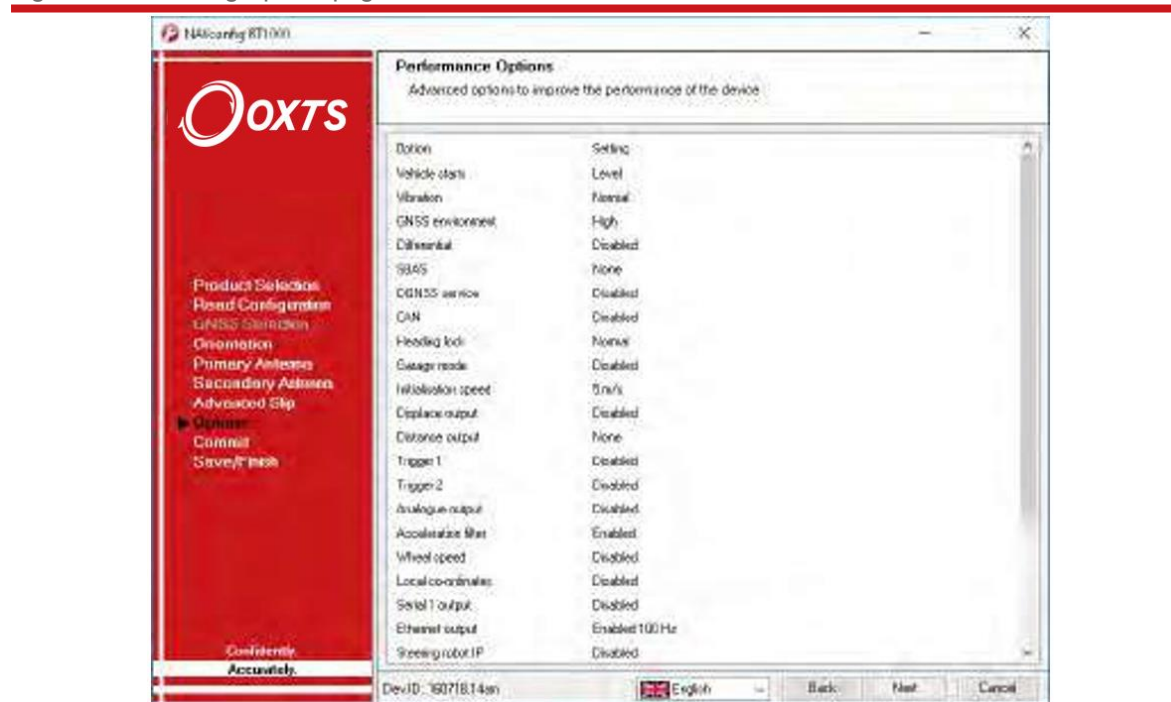 NAVconfig RT1000
OXTS
Product Selection
Read Configuration
GNSS Selection
Orientation
Primary Antenna
Secondary Antenna
Advanced Slip
Options
Commit
Save/Finish
Confidently.
Accurately.
Performance Options
Advanced options to improve the performance of the device
Option Setting
Vehicle starts Level
Vibration Normal
GNSS environment High
Differential Disabled
SBAS None
DGNSS service Disabled
CAN Disabled
Heading lock Normal
Garage mode Disabled
Initialisation speed 5 m/s
Displace output Disabled
Distance output None
Trigger 1 Disabled
Trigger 2 Disabled
Analogue output Disabled
Acceleration filter Enabled
Wheel speed Disabled
Local co-ordinates Disabled
Serial 1 output Disabled
Ethernet output Enabled 100 Hz
Steering robot IP Disabled
Dev ID: 160718.14an
English
Back Next Cancel